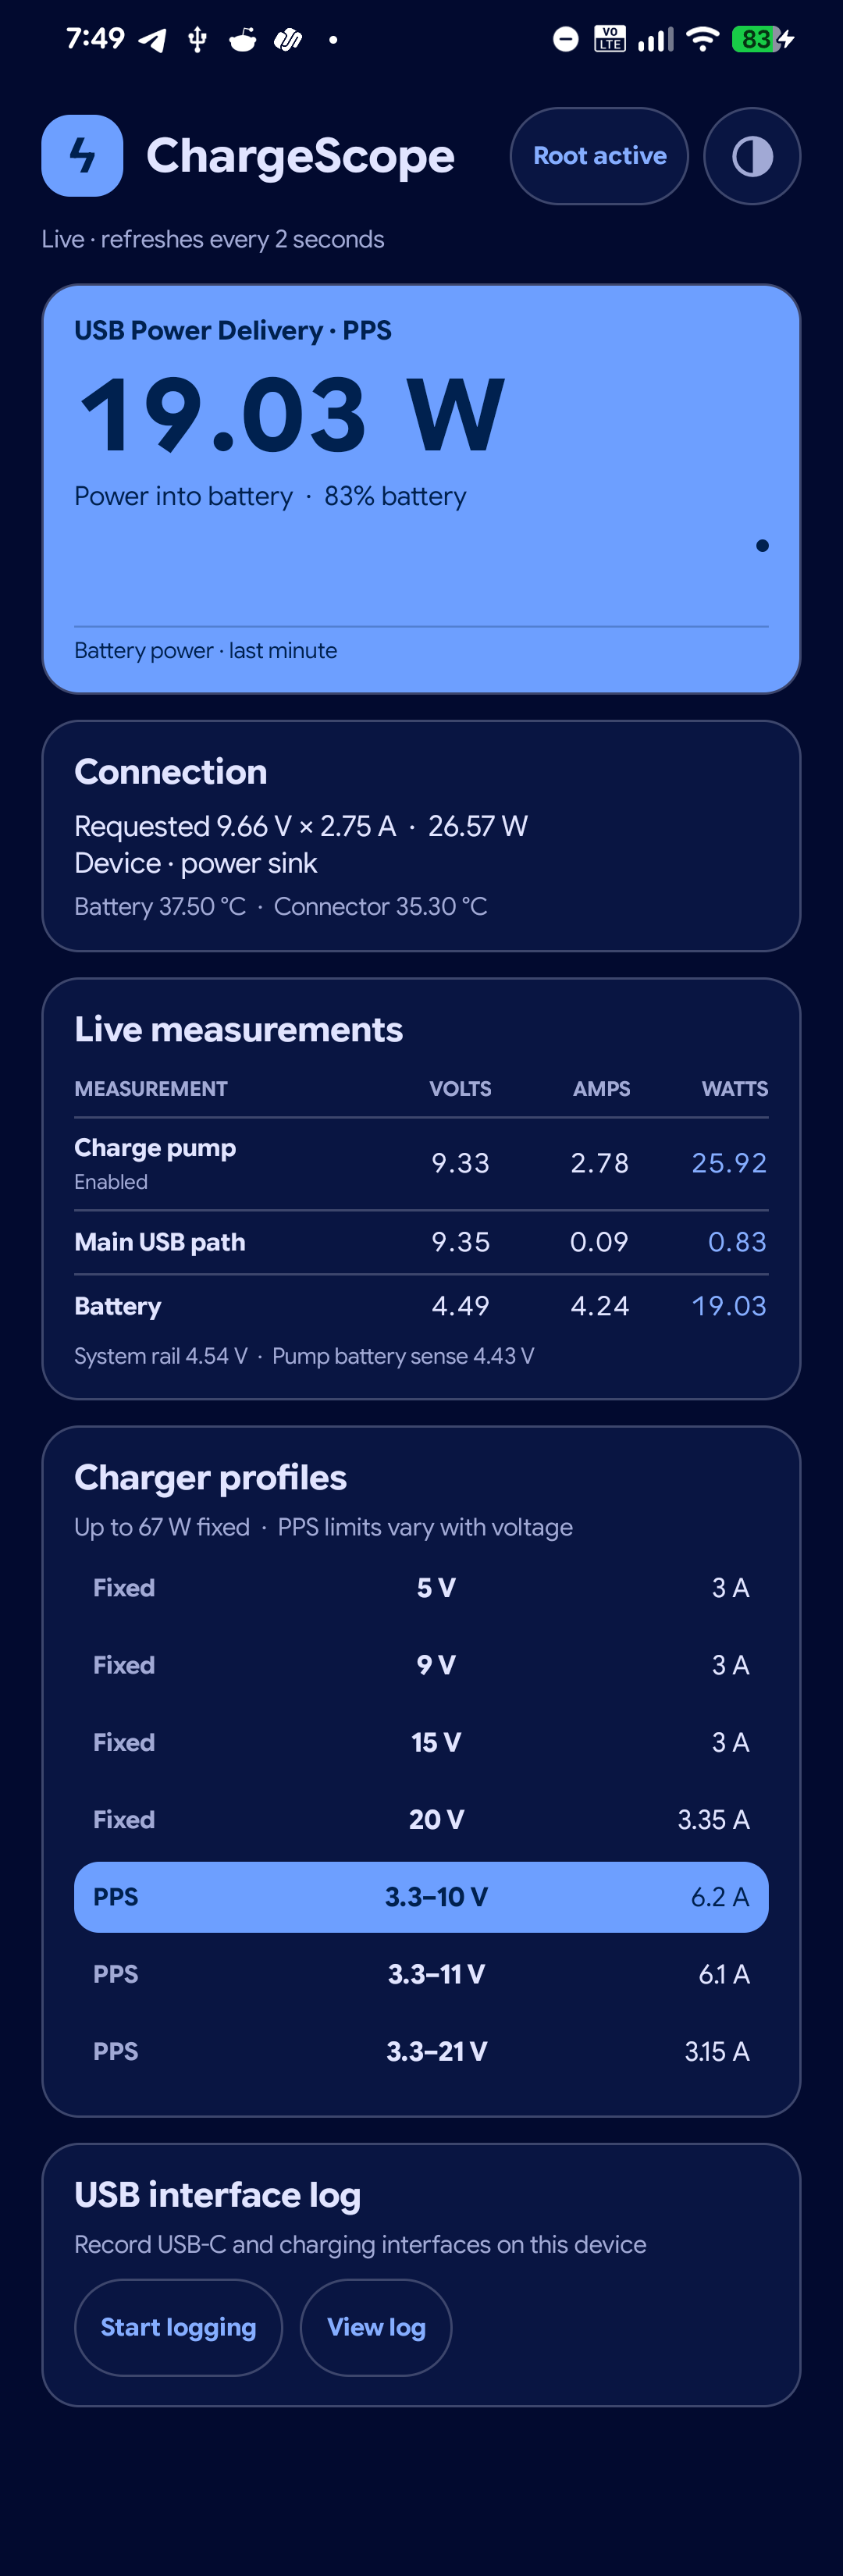 7:49
VO LTE
83
ChargeScope
Root active
Live · refreshes every 2 seconds
USB Power Delivery · PPS
19.03 W
Power into battery · 83% battery
Battery power · last minute
Connection
Requested 9.66 V × 2.75 A · 26.57 W
Device · power sink
Battery 37.50 °C · Connector 35.30 °C
Live measurements
MEASUREMENT VOLTS AMPS WATTS
Charge pump 9.33 2.78 25.92
Enabled
Main USB path 9.35 0.09 0.83
Battery 4.49 4.24 19.03
System rail 4.54 V · Pump battery sense 4.43 V
Charger profiles
Up to 67 W fixed · PPS limits vary with voltage
Fixed 5 V 3 A
Fixed 9 V 3 A
Fixed 15 V 3 A
Fixed 20 V 3.35 A
PPS 3.3–10 V 6.2 A
PPS 3.3–11 V 6.1 A
PPS 3.3–21 V 3.15 A
USB interface log
Record USB-C and charging interfaces on this device
Start logging View log